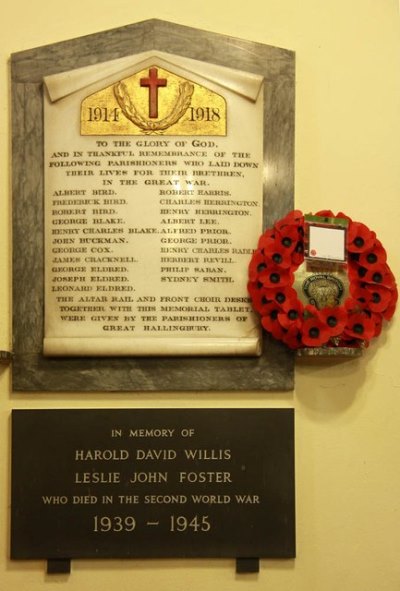 1914 1918
TO THE GLORY OF GOD,
AND IN THANKFUL REMEMBRANCE OF THE
FOLLOWING PARISHIONERS WHO LAID DOWN
THEIR LIVES FOR THEIR BRETHREN,
IN THE GREAT WAR.
ALBERT BIRD. ROBERT HARRIS.
FREDERICK BIRD. CHARLES HERRINGTON.
ROBERT BIRD. HENRY HERRINGTON.
GEORGE BLAKE. ALBERT LEE.
HENRY CHARLES BLAKE. ALFRED PRIOR.
JOHN BUCKMAN. GEORGE PRIOR.
GEORGE COX. HENRY CHARLES
JAMES CRACKNELL. HERBERT REVILL.
GEORGE ELDRED. PHILIP SABAN.
JOSEPH ELDRED. SYDNEY SMITH.
LEONARD ELDRED.
THE ALTAR RAIL AND FRONT CHOIR DESKS
TOGETHER WITH THIS MEMORIAL TABLET,
WERE GIVEN BY THE PARISHIONERS OF
GREAT HALLINGBURY.
IN MEMORY OF
HAROLD DAVID WILLIS
LESLIE JOHN FOSTER
WHO DIED IN THE SECOND WORLD WAR
1939 – 1945